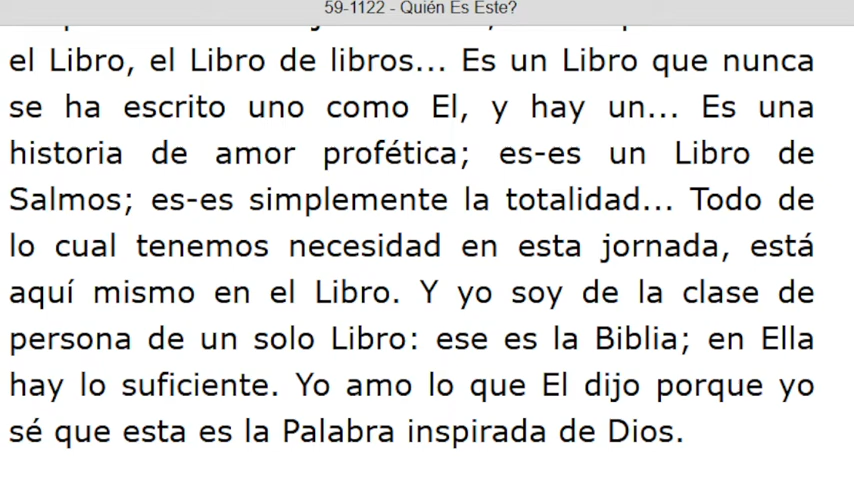 59-1122 - Quién Es Este?
el Libro, el Libro de libros... Es un Libro que nunca
se ha escrito uno como El, y hay un... Es una
historia de amor profética; es-es un Libro de
Salmos; es-es simplemente la totalidad... Todo de
lo cual tenemos necesidad en esta jornada, está
aquí mismo en el Libro. Y yo soy de la clase de
persona de un solo Libro: ese es la Biblia; en Ella
hay lo suficiente. Yo amo lo que El dijo porque yo
sé que esta es la Palabra inspirada de Dios.